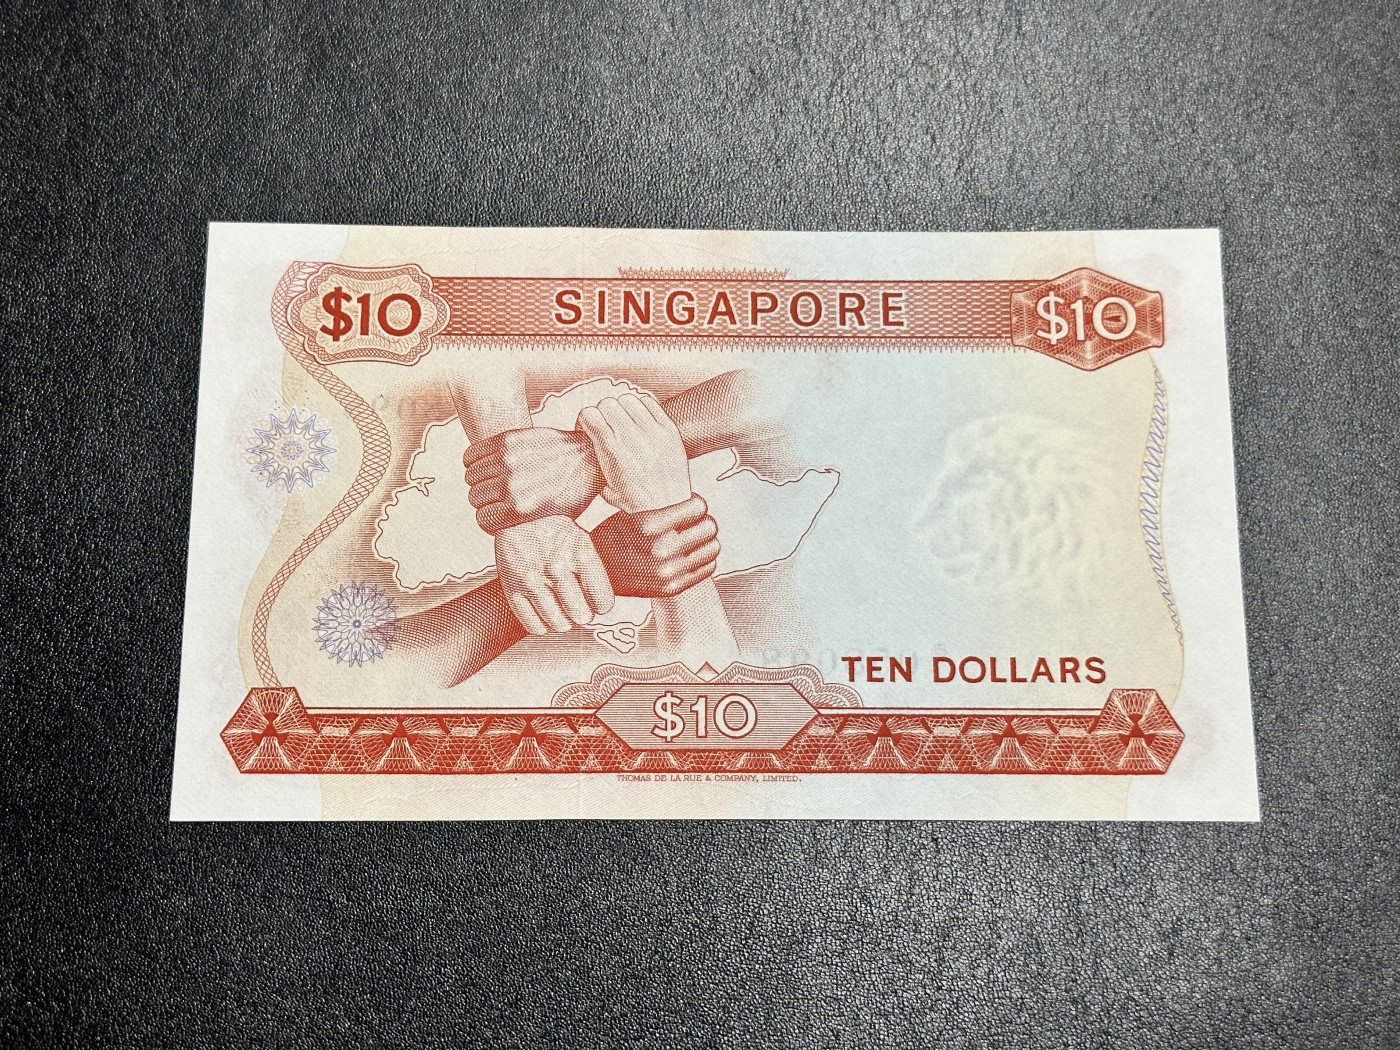 $10 SINGAPORE $10
TEN DOLLARS
$10
THOMAS DE LA RUE & COMPANY, LIMITED.